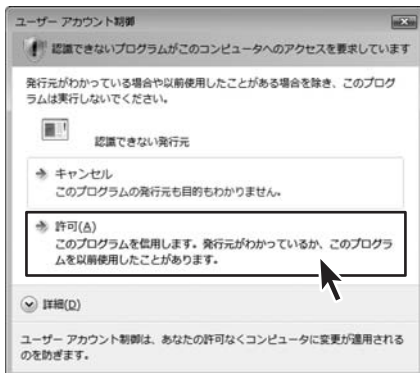 ユーザー アカウント制御
認識できないプログラムがこのコンピュータへのアクセスを要求しています
発行元がわかっている場合や以前使用したことがある場合を除き、このプログ
ラムは実行しないでください。
認識できない発行元
キャンセル
このプログラムの発行元も目的もわかりません。
許可(A)
このプログラムを信用します。発行元がわかっているか、このプログラ
ムを以前使用したことがあります。
詳細(D)
ユーザー アカウント制御は、あなたの許可なくコンピュータに変更が適用される
のを防ぎます。